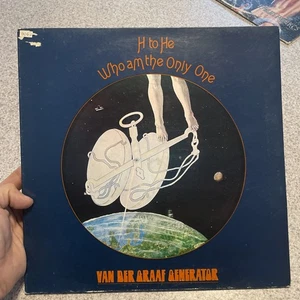 H to He
Who am the Only One
VAN DER GRAAF GENERATOR